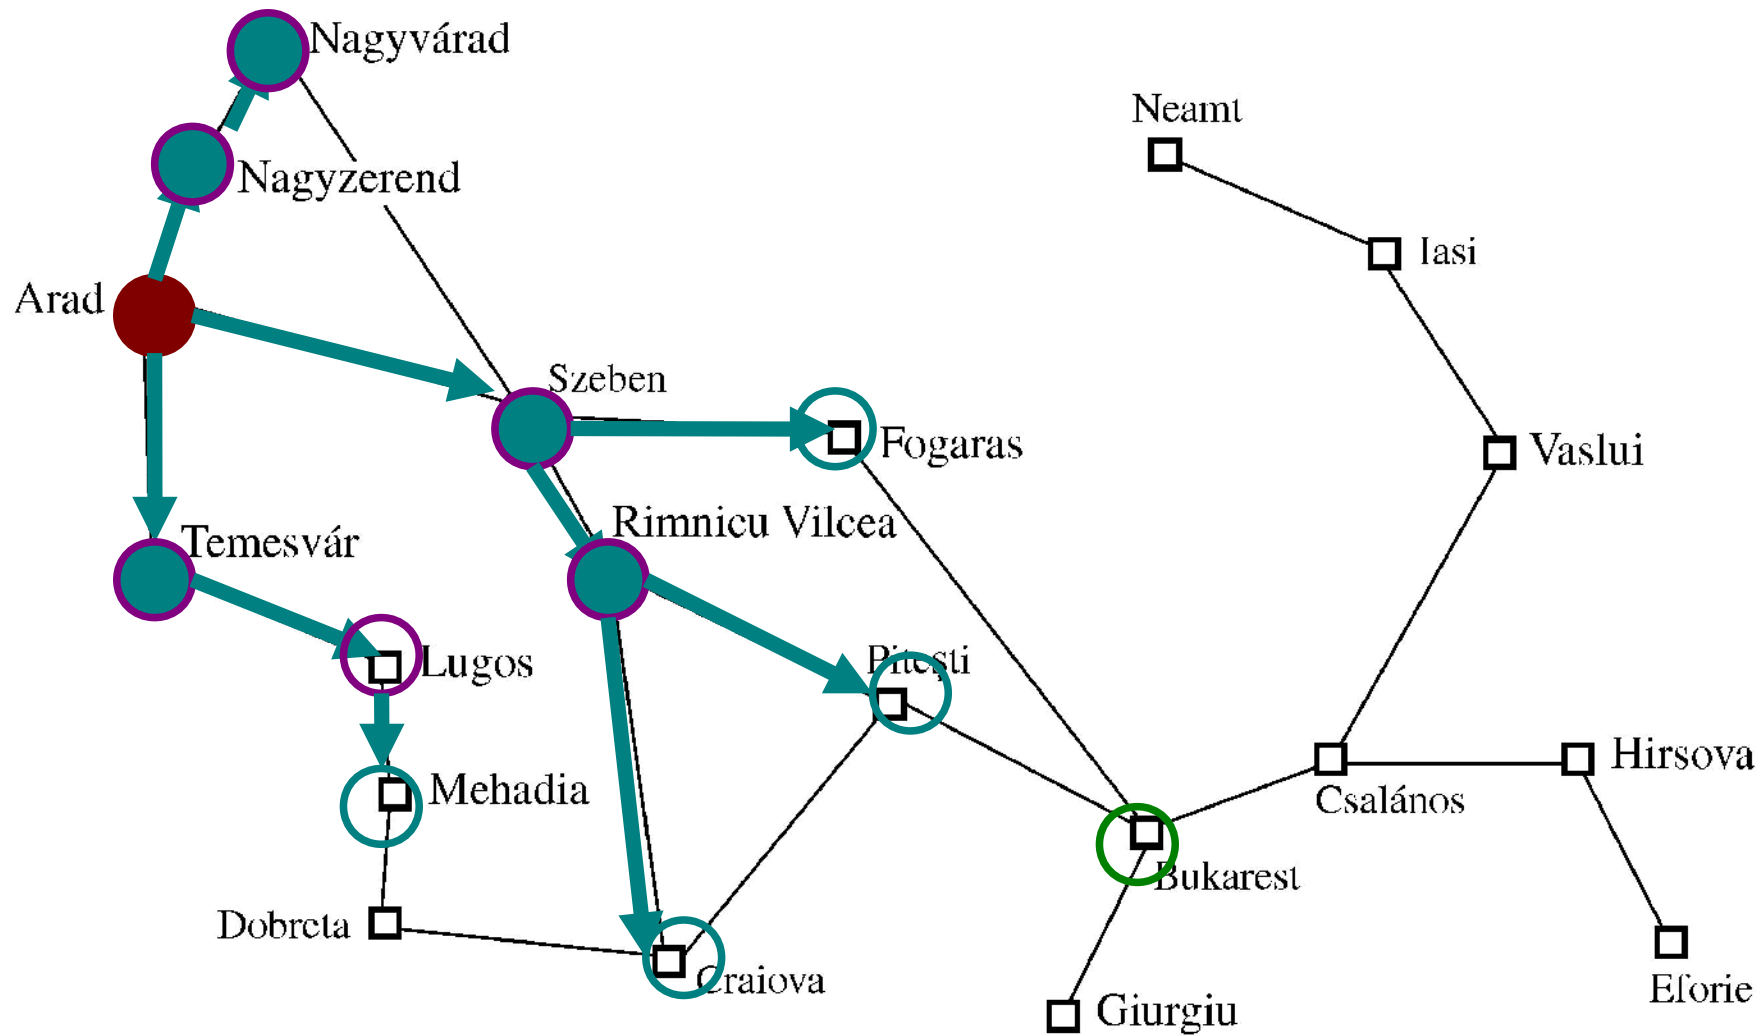 Nagyvárad
Neamt
Nagyzerend
Iasi
Arad
Szeben
Fogaras
Vaslui
Rimnicu Vilcea
Temesvár
Lugos
Pitești
Hirsova
Mehadia
Csalános
Bukarest
Dobreta
Craiova
Eforie
Giurgiu